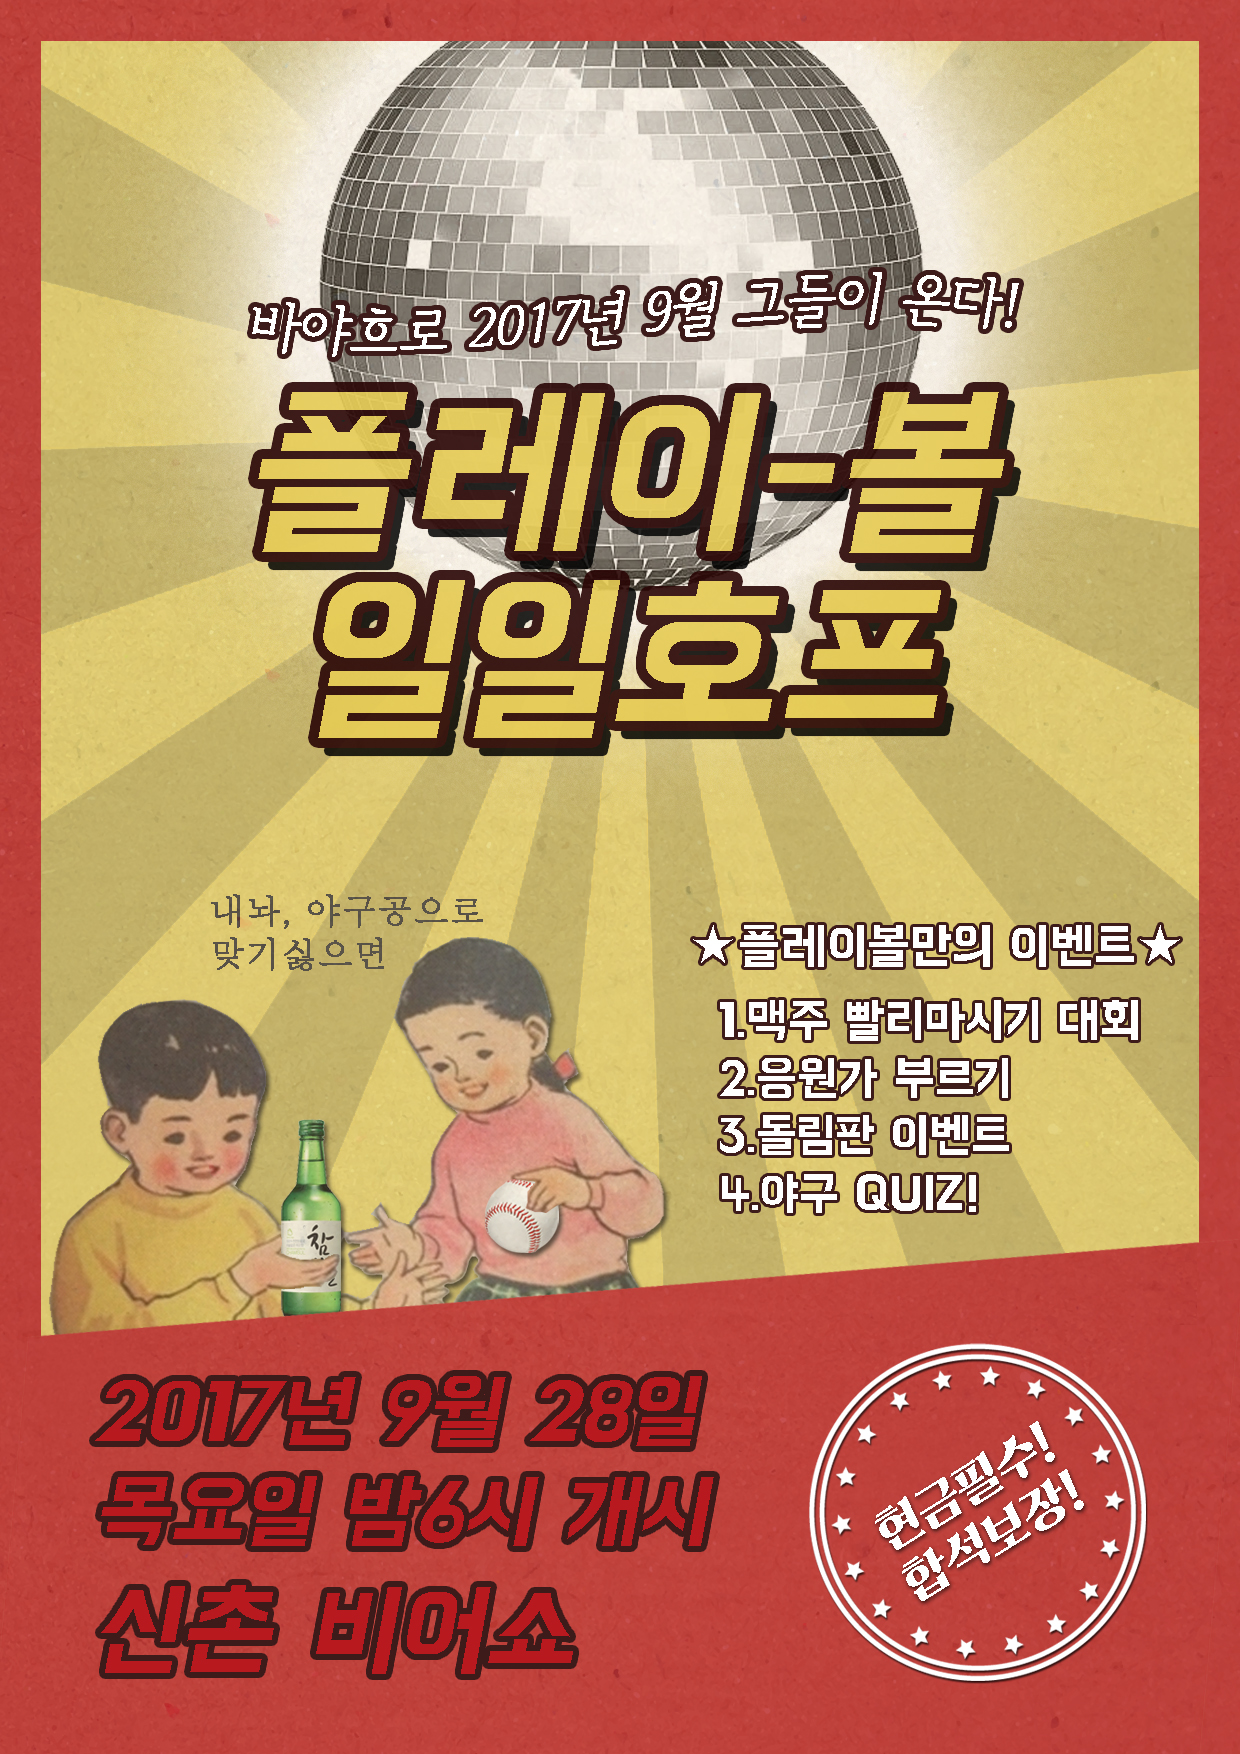 바야흐로 2017년 9월 그들이 온다!
플레이-볼
일일호프
내놔, 야구공으로
맞기싫으면
★플레이볼만의 이벤트★
1.맥주 빨리마시기 대회
2.응원가 부르기
3.돌림판 이벤트
4.야구 QUIZ!
참
2017년 9월 28일
목요일 밤6시 개시
신촌 비어쇼
현금필수!
합석보장!